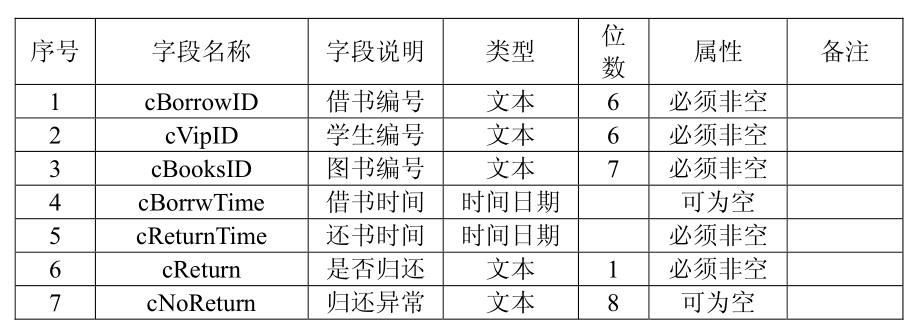 序号 字段名称 字段说明 类型 位数 属性 备注
1 cBorrowID 借书编号 文本 6 必须非空
2 cVipID 学生编号 文本 6 必须非空
3 cBooksID 图书编号 文本 7 必须非空
4 cBorrwTime 借书时间 时间日期 可为空
5 cReturnTime 还书时间 时间日期 必须非空
6 cReturn 是否归还 文本 1 必须非空
7 cNoReturn 归还异常 文本 8 可为空